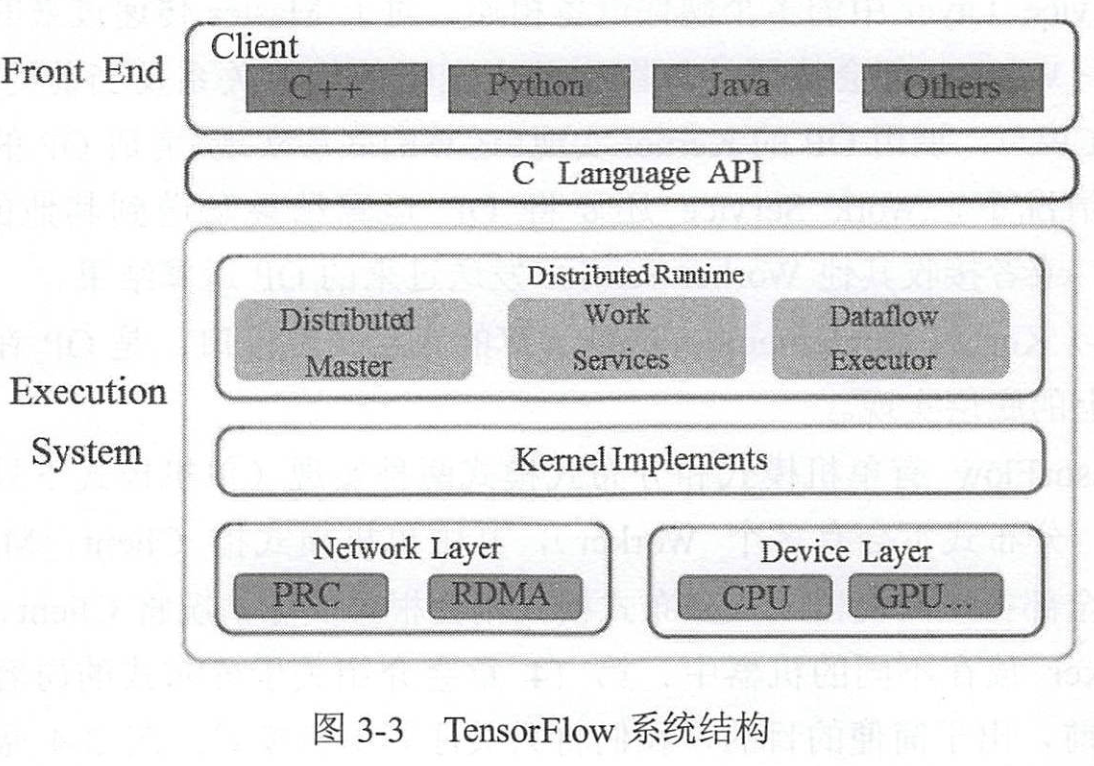 Front End
Client
C++
Python
Java
Others
C Language API
Execution
System
Distributed Runtime
Distributed
Master
Work
Services
Dataflow
Executor
Kernel Implements
Network Layer
PRC
RDMA
Device Layer
CPU
GPU...
图 3-3 TensorFlow 系统结构